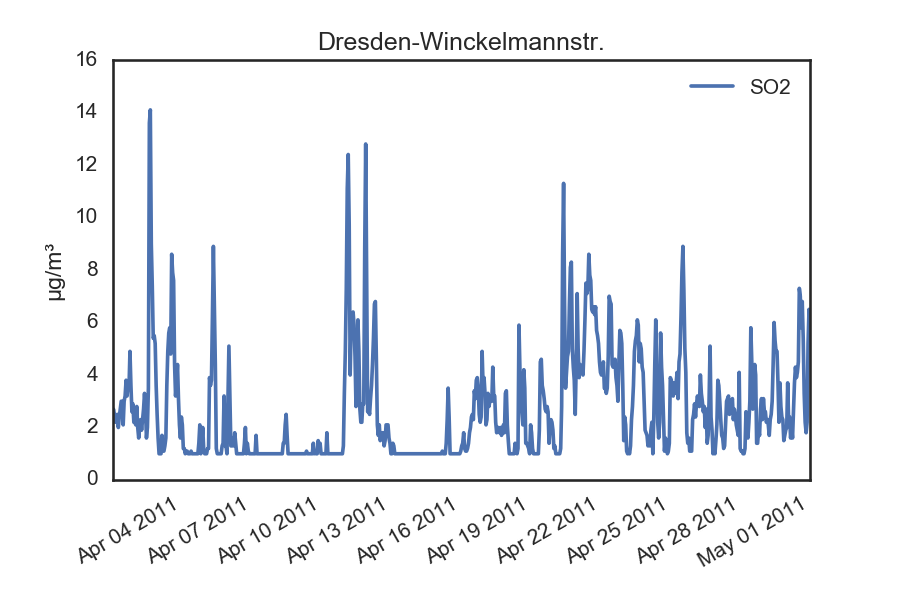 Dresden-Winckelmannstr.
SO2
µg/m³
16
14
12
10
8
6
4
2
0
Apr 04 2011
Apr 07 2011
Apr 10 2011
Apr 13 2011
Apr 16 2011
Apr 19 2011
Apr 22 2011
Apr 25 2011
Apr 28 2011
May 01 2011